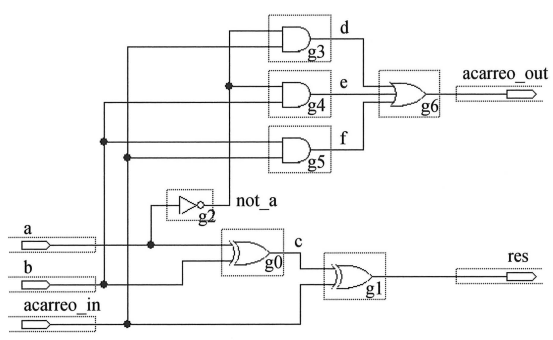 d
g3
acarreo_out
e
g4
g6
f
g5
not_a
g2
a
c
g0
res
b
g1
acarreo_in